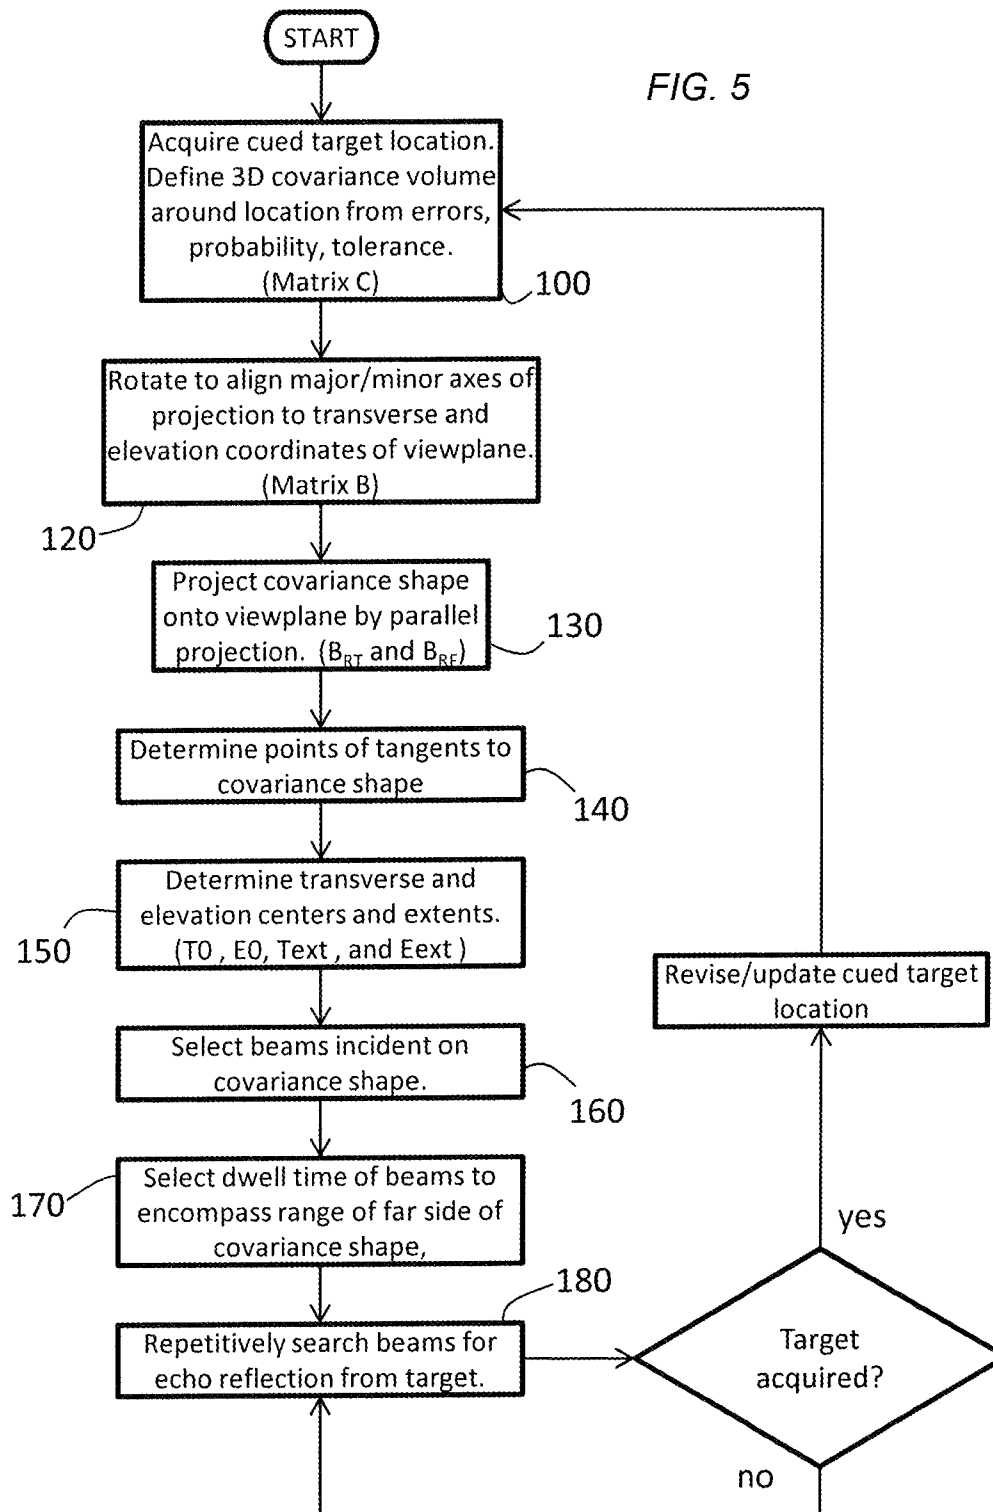 START
FIG. 5
Acquire cued target location.
Define 3D covariance volume
around location from errors,
probability, tolerance.
(Matrix C)
100
Rotate to align major/minor axes of
projection to transverse and
elevation coordinates of viewplane.
(Matrix B)
120
Project covariance shape
onto viewplane by parallel
projection. (BRT and BRE)
130
Determine points of tangents to
covariance shape
140
Determine transverse and
elevation centers and extents.
(T0 , E0, Text , and Eext )
150
Revise/update cued target
location
Select beams incident on
covariance shape.
160
Select dwell time of beams to
encompass range of far side of
covariance shape,
170
yes
180
Repetitively search beams for
echo reflection from target.
Target
acquired?
no